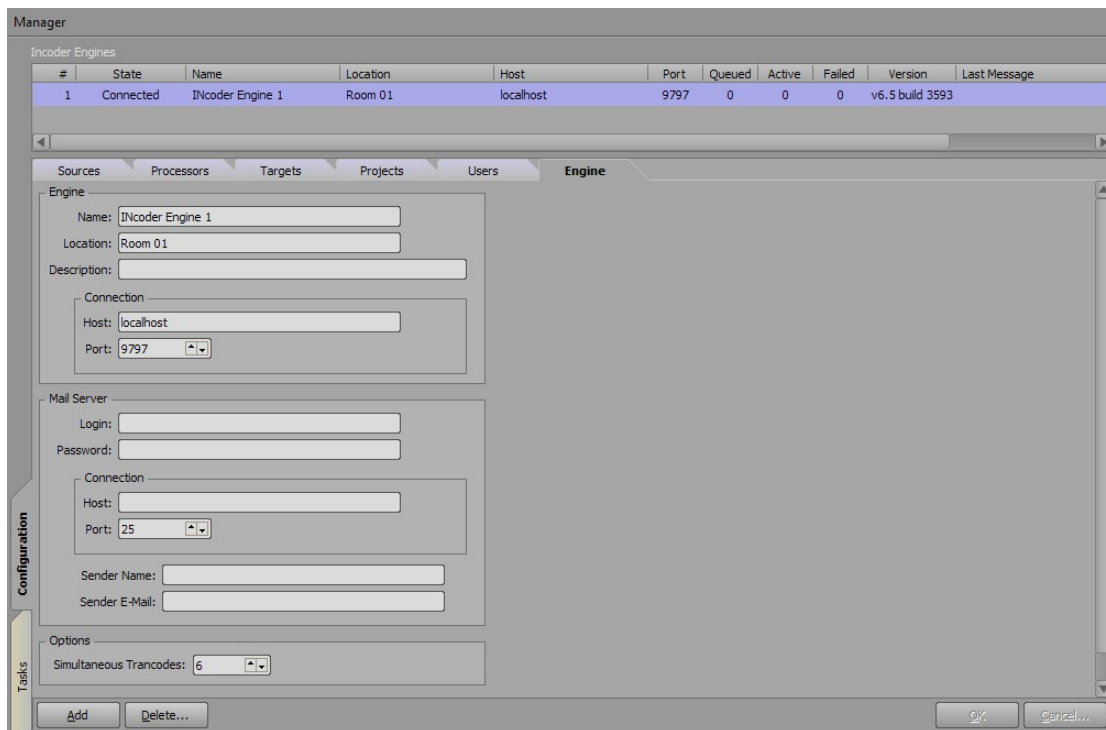 Manager
Incoder Engines
# State Name Location Host Port Queued Active Failed Version Last Message
1 Connected INcoder Engine 1 Room 01 localhost 9797 0 0 0 v6.5 build 3593
Sources Processors Targets Projects Users Engine
Engine
Name: INcoder Engine 1
Location: Room 01
Description:
Connection
Host: localhost
Port: 9797
Mail Server
Login:
Password:
Connection
Host:
Port: 25
Sender Name:
Sender E-Mail:
Options
Simultaneous Trancodes: 6
Configuration
Tasks
Add Delete... OK Cancel...